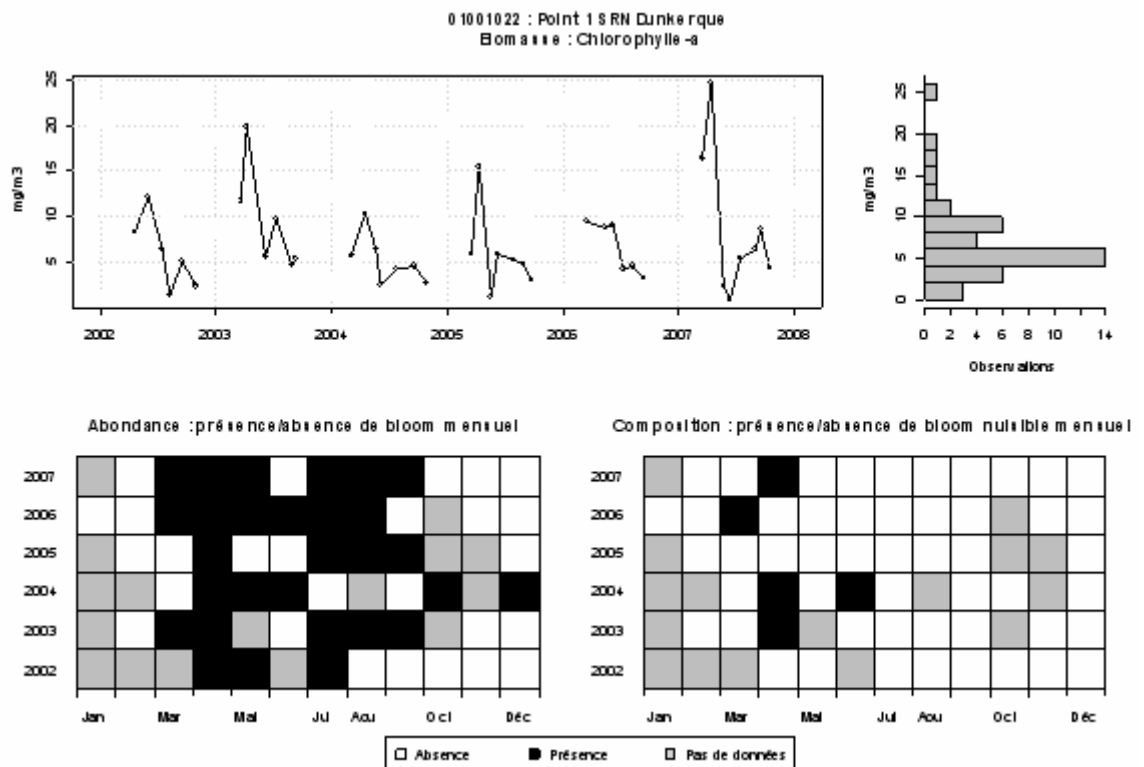 01001022 : Point 1 SRN Dunkerque
Biomasse : Chlorophylle-a
mg/m3
25
20
15
10
5
2002 2003 2004 2005 2006 2007 2008
mg/m3
25
20
15
10
5
0
0 2 4 6 8 10 14
Observations
Abondance : présence/absence de bloom mensuel
2007
2006
2005
2004
2003
2002
Jan Mar Mai Jul Aou Oct Déc
Composition : présence/absence de bloom nuisible mensuel
2007
2006
2005
2004
2003
2002
Jan Mar Mai Jul Aou Oct Déc
Absence Présence Pas de données